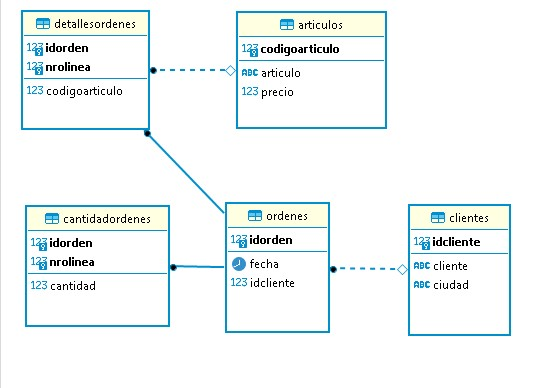 detallesordenes
123 idorden
123 nrolinea
123 codigoarticulo
articulos
123 codigoarticulo
ABC articulo
123 precio
cantidadordenes
123 idorden
123 nrolinea
123 cantidad
ordenes
123 idorden
fecha
123 idcliente
clientes
123 idcliente
ABC cliente
ABC ciudad